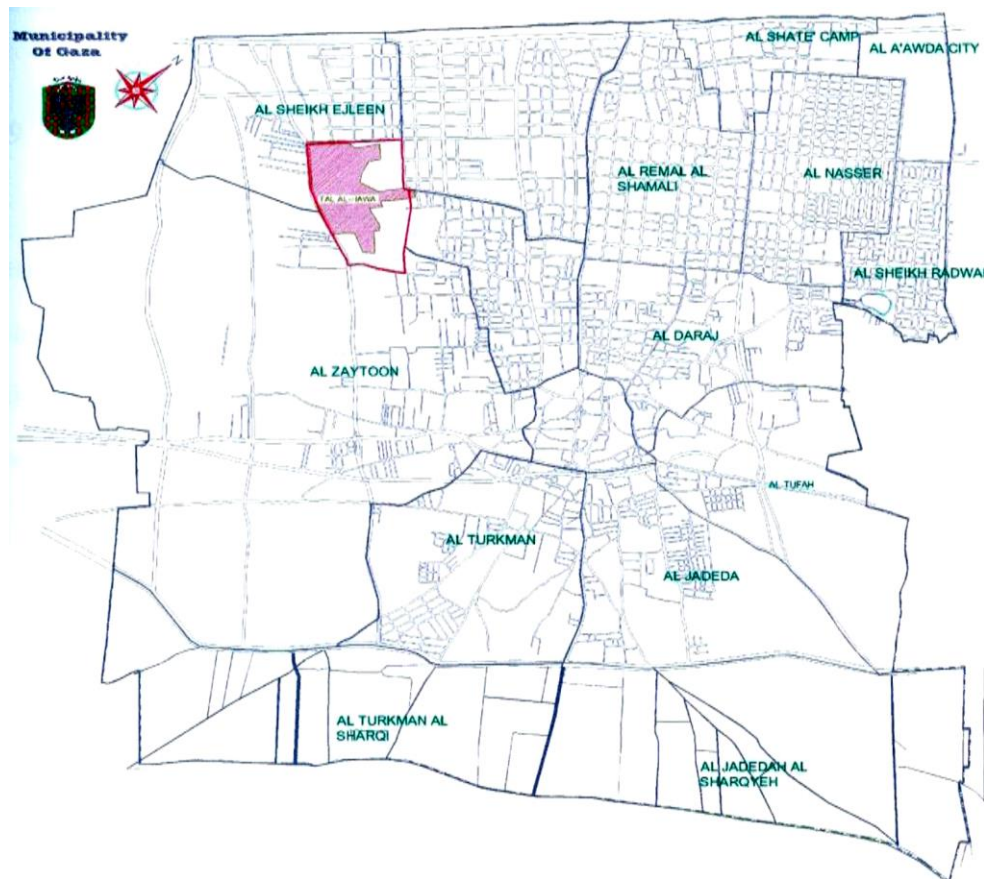 Municipality
Of Gaza
N
AL SHATE' CAMP
AL A'AWDA CITY
AL SHEIKH EJLEEN
AL REMAL AL
SHAMALI
AL NASSER
TAL AL-HAWA
AL SHEIKH RADWAN
AL DARAJ
AL ZAYTOON
AL TUFAH
AL TURKMAN
AL JADEDA
AL TURKMAN AL
SHARQI
AL JADEDAH AL
SHARQYEH